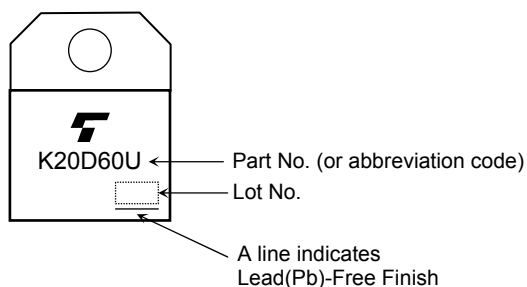 K20D60U
Part No. (or abbreviation code)
Lot No.
A line indicates
Lead(Pb)-Free Finish